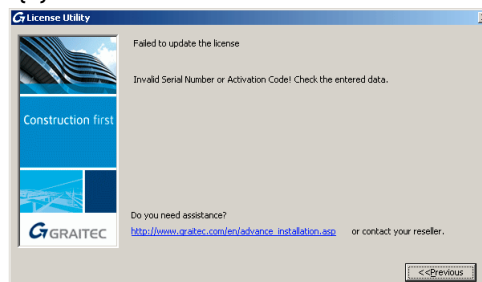 License Utility
Failed to update the license
Invalid Serial Number or Activation Code! Check the entered data.
Construction first
Do you need assistance?
http://www.graitec.com/en/advance_installation.asp or contact your reseller.
GRAITEC
<<Previous